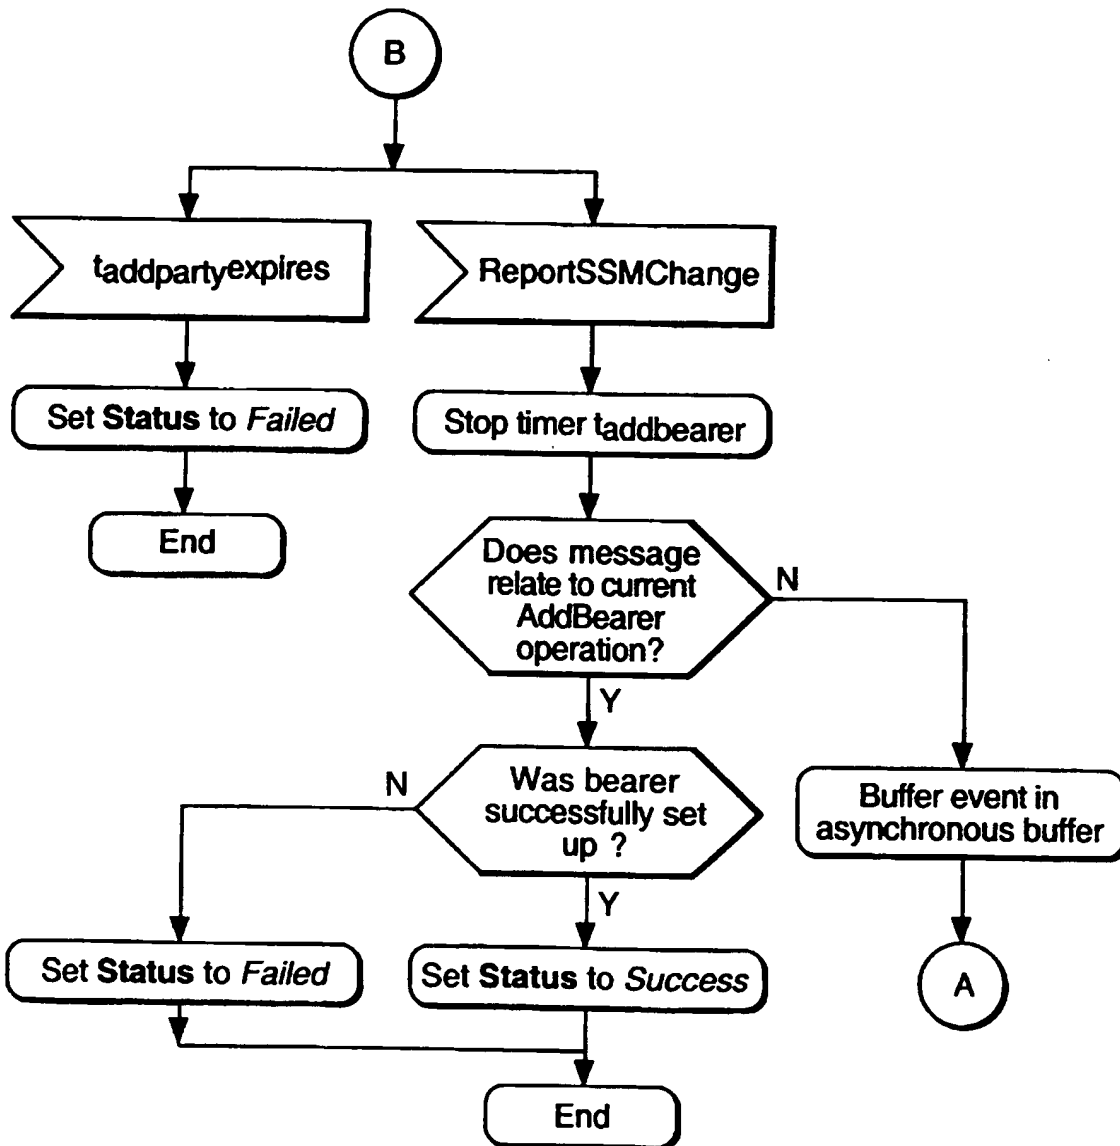 B
taddpartyexpires
ReportSSMChange
Set Status to Failed
Stop timer taddbearer
End
Does message
relate to current
AddBearer
operation?
N
Y
N
Was bearer
successfully set
up ?
Buffer event in
asynchronous buffer
Y
Set Status to Failed
Set Status to Success
A
End